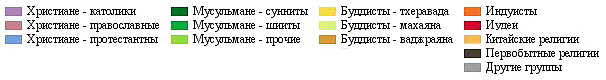 Христиане - католики
Христиане - православные
Христиане - протестантны
Мусульмане - сунниты
Мусульмане - шииты
Мусульмане - прочие
Буддисты - тхеравада
Буддисты - махаяна
Буддисты - ваджраяна
Индуисты
Иудеи
Китайские религии
Первобытные религии
Другие группы